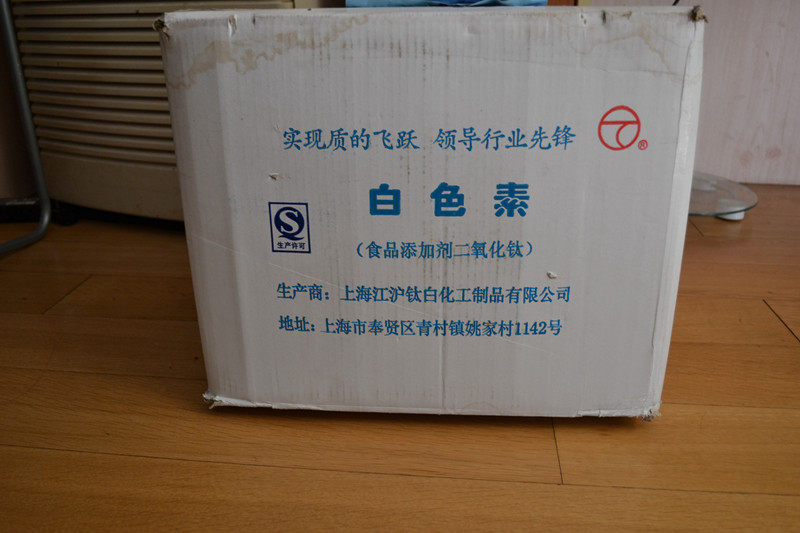 实现质的飞跃 领导行业先锋
®
白色素
生产许可
（食品添加剂二氧化钛）
生产商：上海江沪钛白化工制品有限公司
地址：上海市奉贤区青村镇姚家村1142号